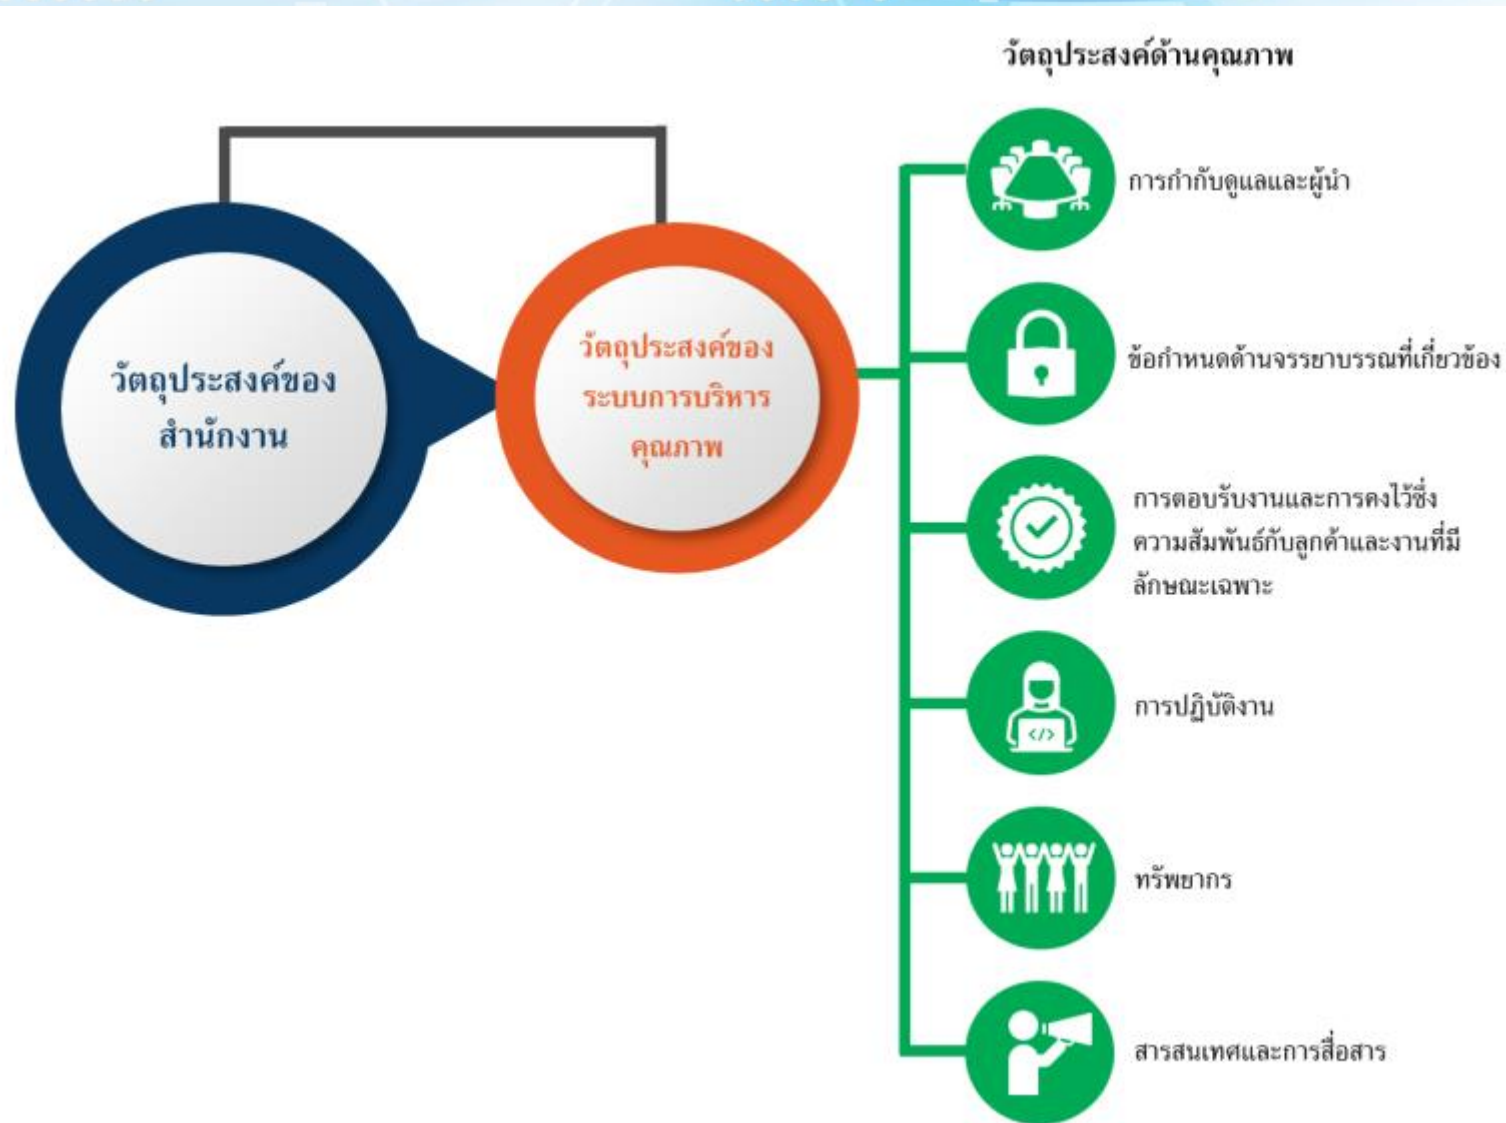 วัตถุประสงค์ด้านคุณภาพ
วัตถุประสงค์ของ
สำนักงาน
วัตถุประสงค์ของ
ระบบการบริหาร
คุณภาพ
การกำกับดูแลและผู้นำ
ข้อกำหนดด้านจรรยาบรรณที่เกี่ยวข้อง
การตอบรับงานและการคงไว้ซึ่ง
ความสัมพันธ์กับลูกค้าและงานที่มี
ลักษณะเฉพาะ
การปฏิบัติงาน
</>
ทรัพยากร
สารสนเทศและการสื่อสาร